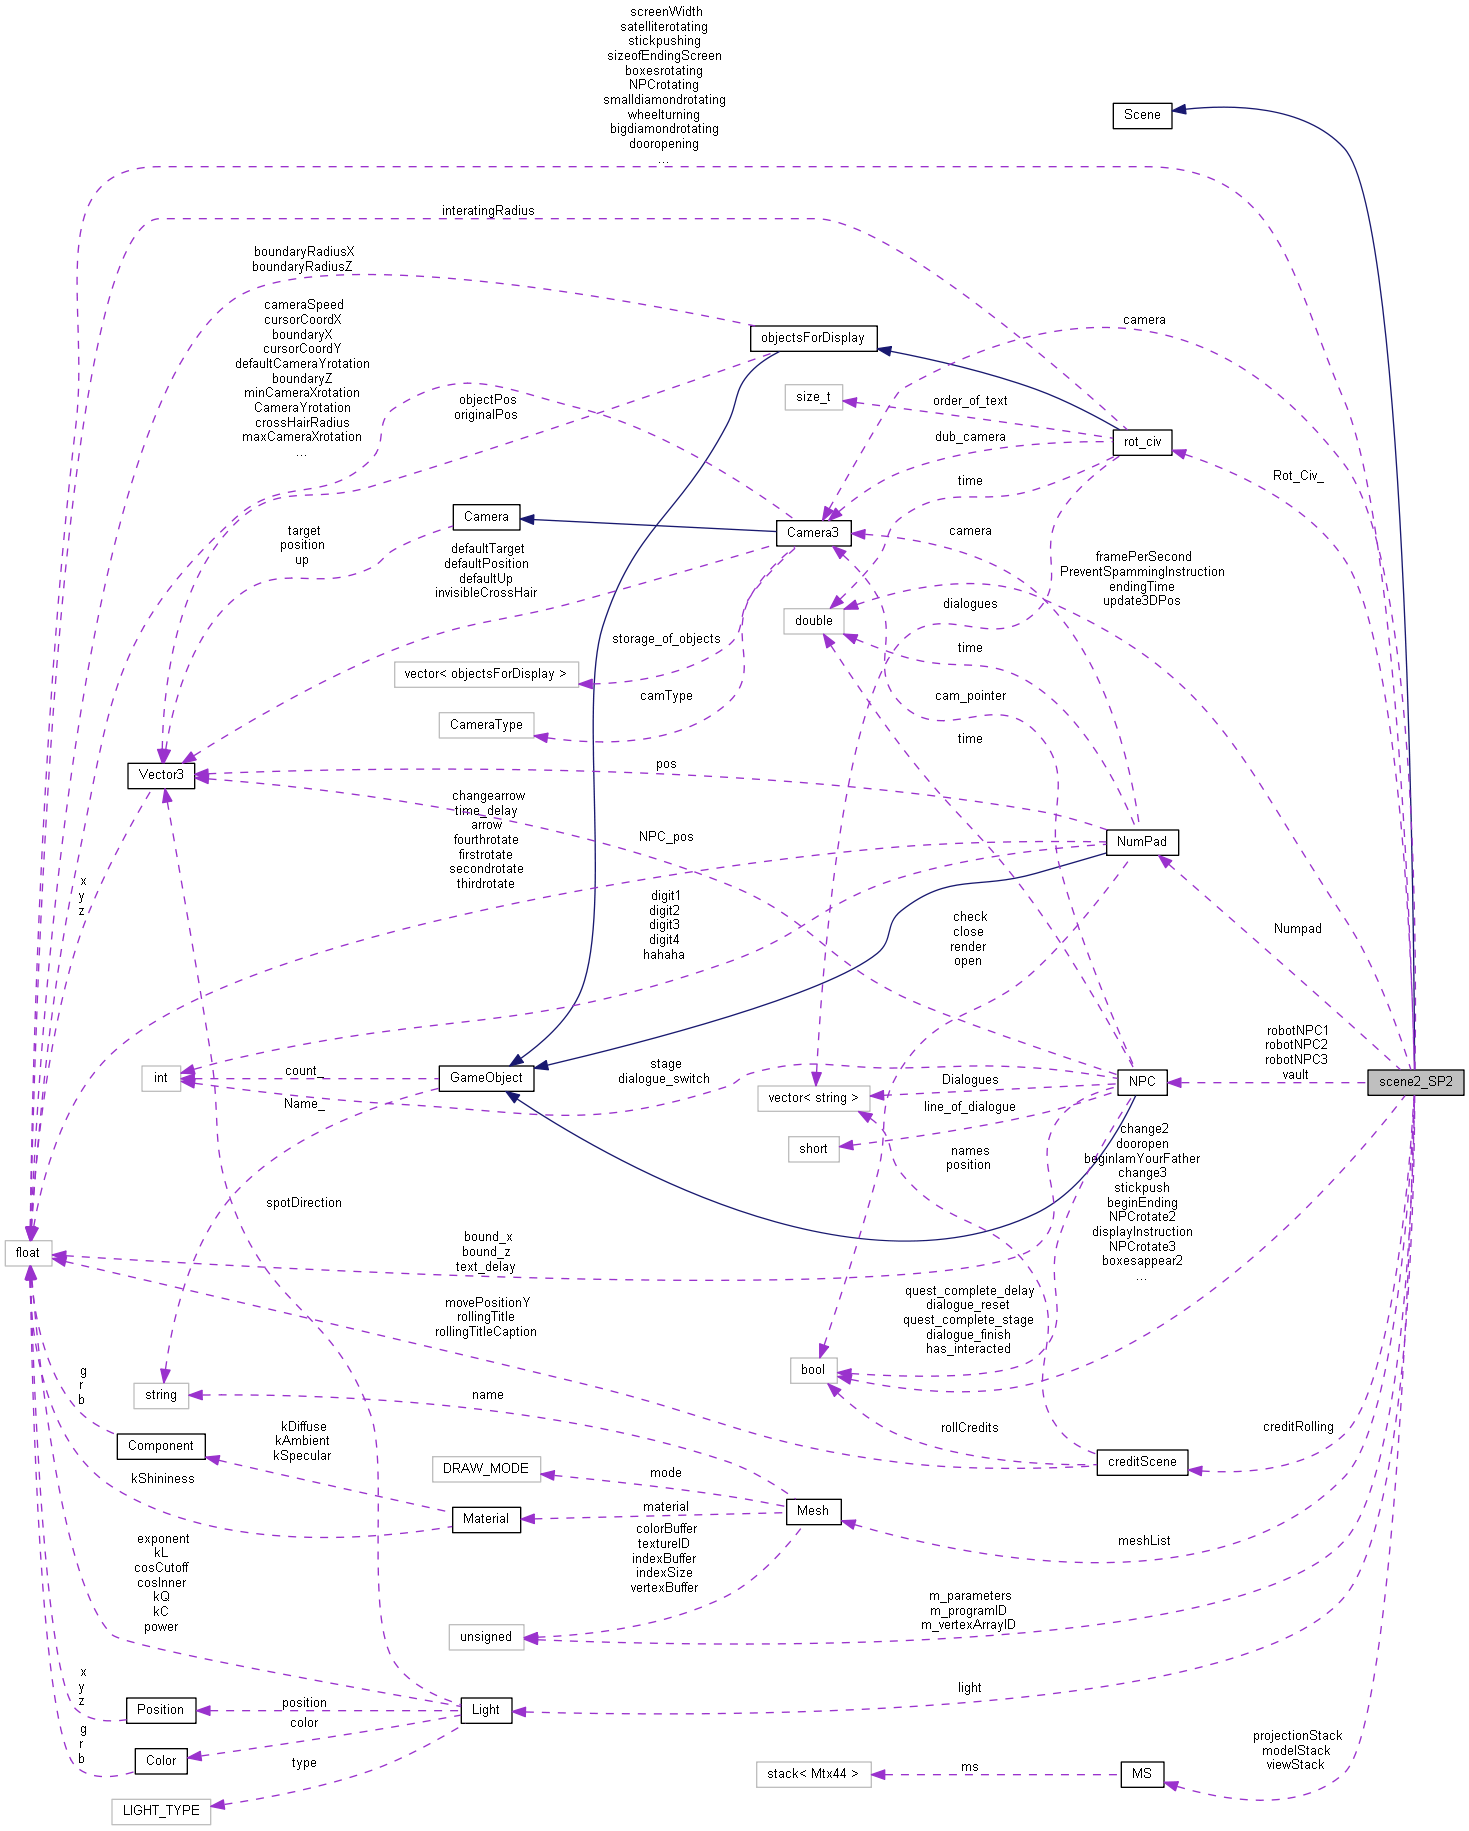 screenWidth
satelliterotating
stickpushing
sizeofEndingScreen
boxesrotating
NPCrotating
smalldiamondrotating
wheelturning
bigdiamondrotating
dooropening
...
Scene
interatingRadius
boundaryRadiusX
boundaryRadiusZ
cameraSpeed
cursorCoordX
boundaryX
cursorCoordY
defaultCameraYrotation
boundaryZ
minCameraXrotation
CameraYrotation
crossHairRadius
maxCameraXrotation
...
objectPos
originalPos
objectsForDisplay
camera
size_t
order_of_text
dub_camera
rot_civ
time
Rot_Civ_
Camera
Camera3
camera
target
position
up
defaultTarget
defaultPosition
defaultUp
invisibleCrossHair
framePerSecond
PreventSpammingInstruction
endingTime
update3DPos
double
dialogues
storage_of_objects
time
vector< objectsForDisplay >
camType
cam_pointer
CameraType
time
Vector3
pos
changearrow
time_delay
arrow
fourthrotate
firstrotate
secondrotate
thirdrotate
NPC_pos
NumPad
x
y
z
digit1
digit2
digit3
digit4
hahaha
check
close
render
open
Numpad
robotNPC1
robotNPC2
robotNPC3
vault
int
count_
GameObject
stage
dialogue_switch
Name_
vector< string >
Dialogues
line_of_dialogue
NPC
scene2_SP2
short
names
position
change2
dooropen
beginIamYourFather
change3
stickpush
beginEnding
NPCrotate2
displayInstruction
NPCrotate3
boxesappear2
...
spotDirection
float
bound_x
bound_z
text_delay
movePositionY
rollingTitle
rollingTitleCaption
quest_complete_delay
dialogue_reset
quest_complete_stage
dialogue_finish
has_interacted
bool
g
r
b
string
name
Component
kDiffuse
kAmbient
kSpecular
rollCredits
creditRolling
creditScene
kShininess
DRAW_MODE
mode
Material
material
Mesh
meshList
exponent
kL
cosCutoff
cosInner
kQ
kC
power
colorBuffer
textureID
indexBuffer
indexSize
vertexBuffer
unsigned
m_parameters
m_programID
m_vertexArrayID
x
y
z
Position
position
Light
light
color
g
r
b
Color
type
LIGHT_TYPE
stack< Mtx44 >
ms
MS
projectionStack
modelStack
viewStack